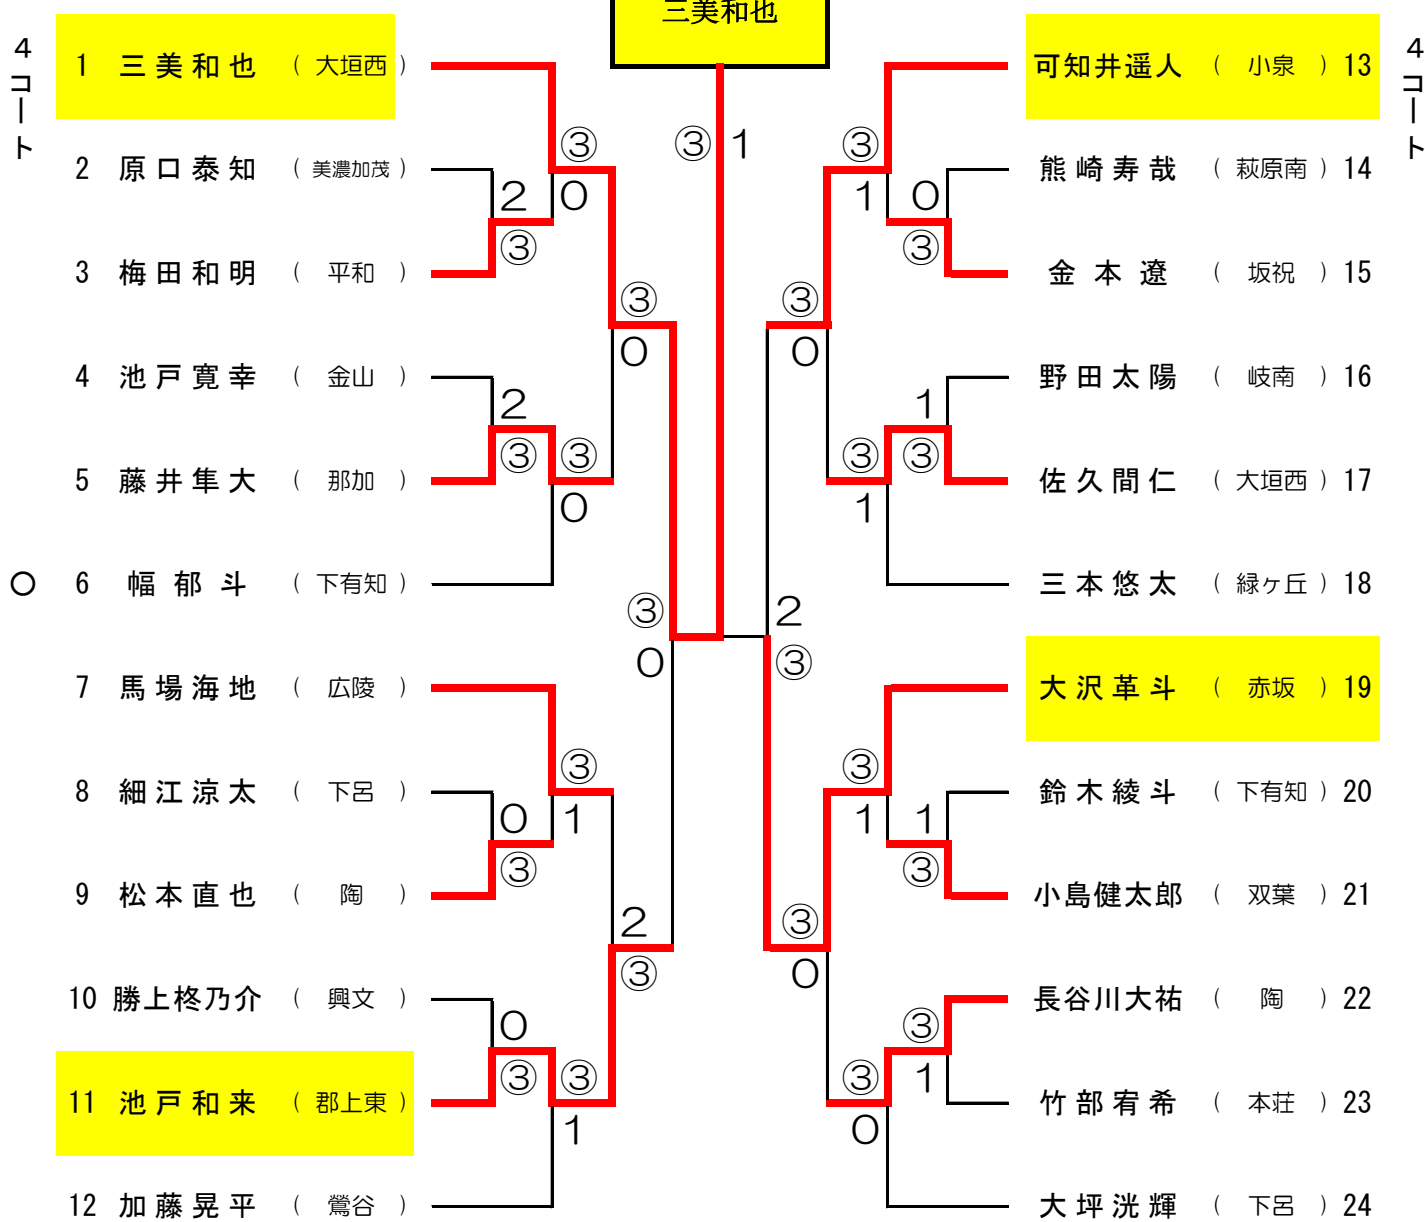 三美和也
4コート
1 三美和也 ( 大垣西 )
2 原口泰知 ( 美濃加茂 )
3 梅田和明 ( 平和 )
4 池戸寛幸 ( 金山 )
5 藤井隼大 ( 那加 )
○ 6 幅郁斗 ( 下有知 )
7 馬場海地 ( 広陵 )
8 細江涼太 ( 下呂 )
9 松本直也 ( 陶 )
10 勝上柊乃介 ( 興文 )
11 池戸和来 ( 郡上東 )
12 加藤晃平 ( 鶯谷 )
③
2 0
③
③
0
2
③ ③
0
③
0
③
0 1
③
2
③
0
③ ③
1
③ 1
4コート
可知井遥人 ( 小泉 ) 13
熊崎寿哉 ( 萩原南 ) 14
金本遼 ( 坂祝 ) 15
野田太陽 ( 岐南 ) 16
佐久間仁 ( 大垣西 ) 17
三本悠太 ( 緑ヶ丘 ) 18
大沢革斗 ( 赤坂 ) 19
鈴木綾斗 ( 下有知 ) 20
小島健太郎 ( 双葉 ) 21
長谷川大祐 ( 陶 ) 22
竹部宥希 ( 本荘 ) 23
大坪洸輝 ( 下呂 ) 24
③
1 0
③
③
0
1
③ ③
1
2
③
③
1 1
③
③
0
③
③ 1
0